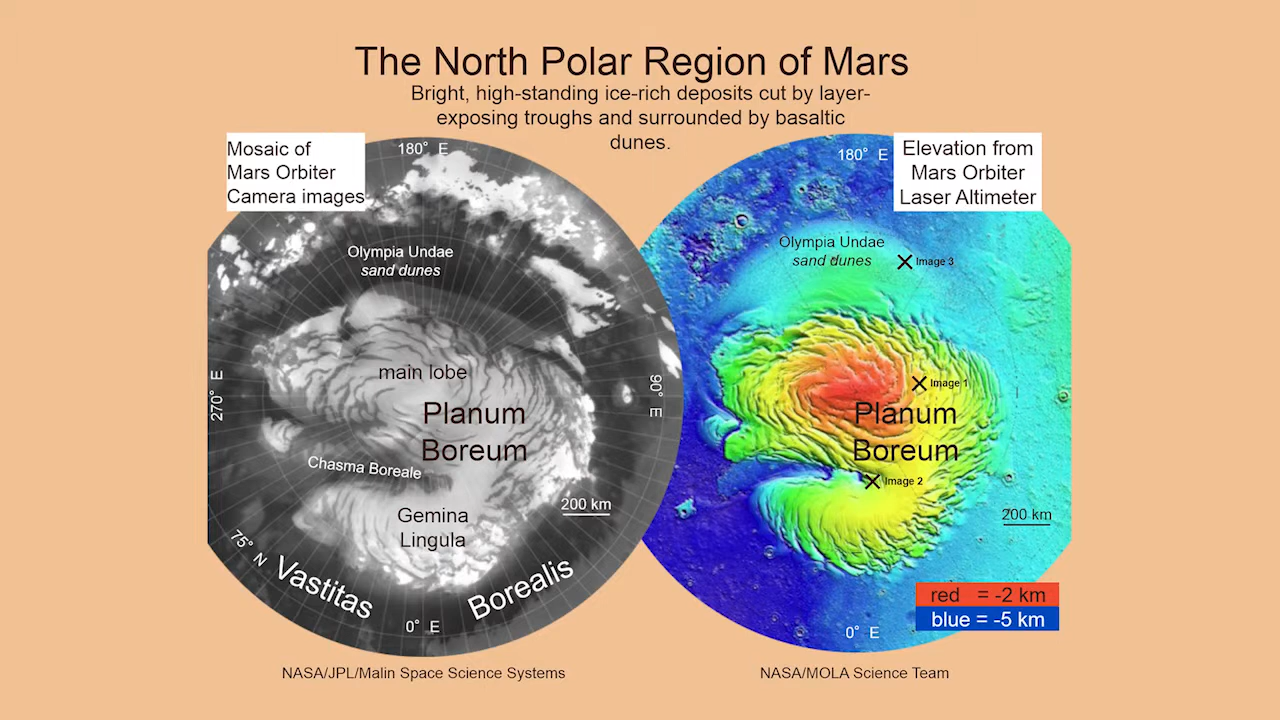 The North Polar Region of Mars
Bright, high-standing ice-rich deposits cut by layer-
exposing troughs and surrounded by basaltic
dunes.
Mosaic of
Mars Orbiter
Camera images
180° E
Olympia Undae
sand dunes
main lobe
Planum
Boreum
270° E
90° E
Chasma Boreale
200 km
Gemina
Lingula
75° N
Vastitas Borealis
0° E
NASA/JPL/Malin Space Science Systems
Elevation from
Mars Orbiter
Laser Altimeter
180° E
Olympia Undae
sand dunes
Image 3
Image 1
Planum
Boreum
Image 2
200 km
red = -2 km
blue = -5 km
0° E
NASA/MOLA Science Team